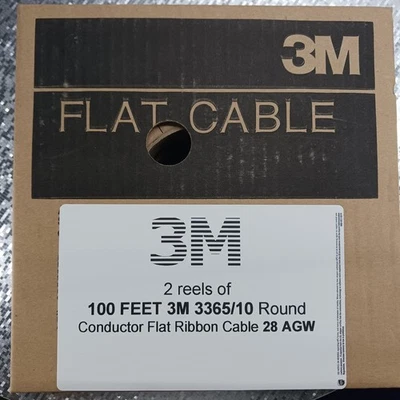 3M
FLAT CABLE
3M
2 reels of
100 FEET 3M 3365/10 Round
Conductor Flat Ribbon Cable 28 AGW